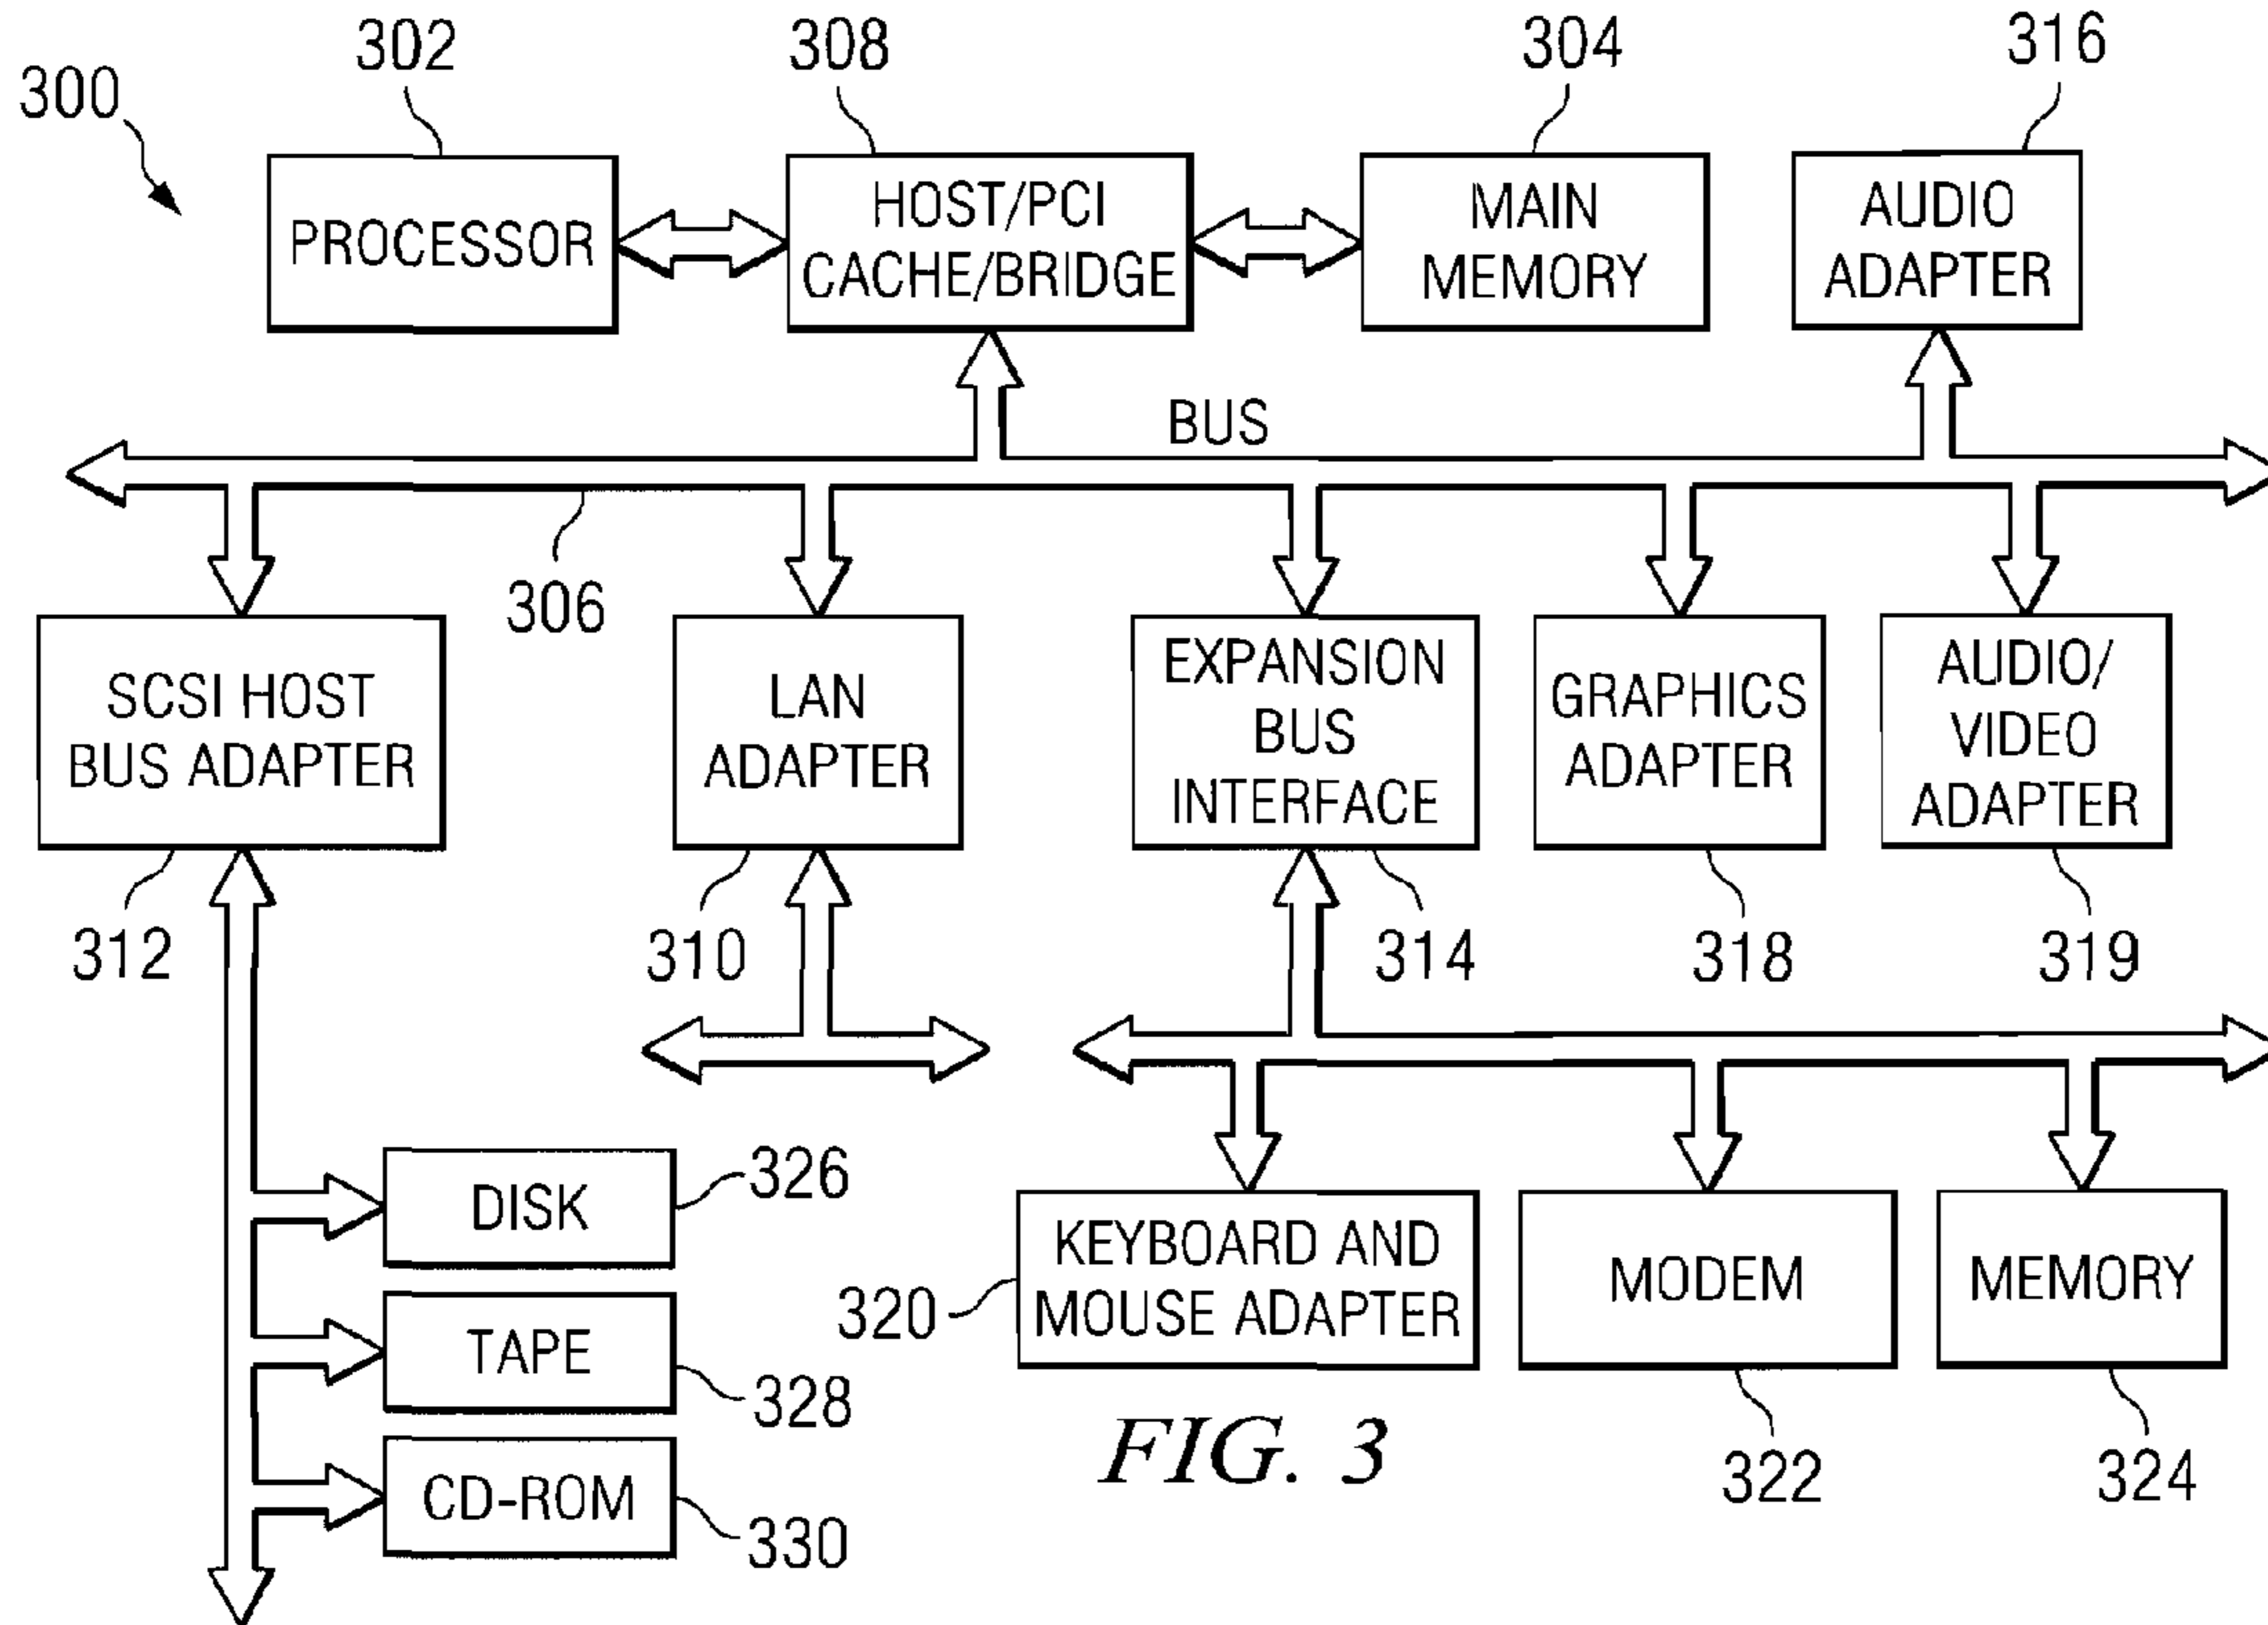 300
302
308
304
316
PROCESSOR
HOST/PCI
CACHE/BRIDGE
MAIN
MEMORY
AUDIO
ADAPTER
BUS
306
SCSI HOST
BUS ADAPTER
LAN
ADAPTER
EXPANSION
BUS
INTERFACE
GRAPHICS
ADAPTER
AUDIO/
VIDEO
ADAPTER
312
310
314
318
319
DISK
326
TAPE
328
CD-ROM
330
320
KEYBOARD AND
MOUSE ADAPTER
MODEM
MEMORY
322
324
FIG. 3